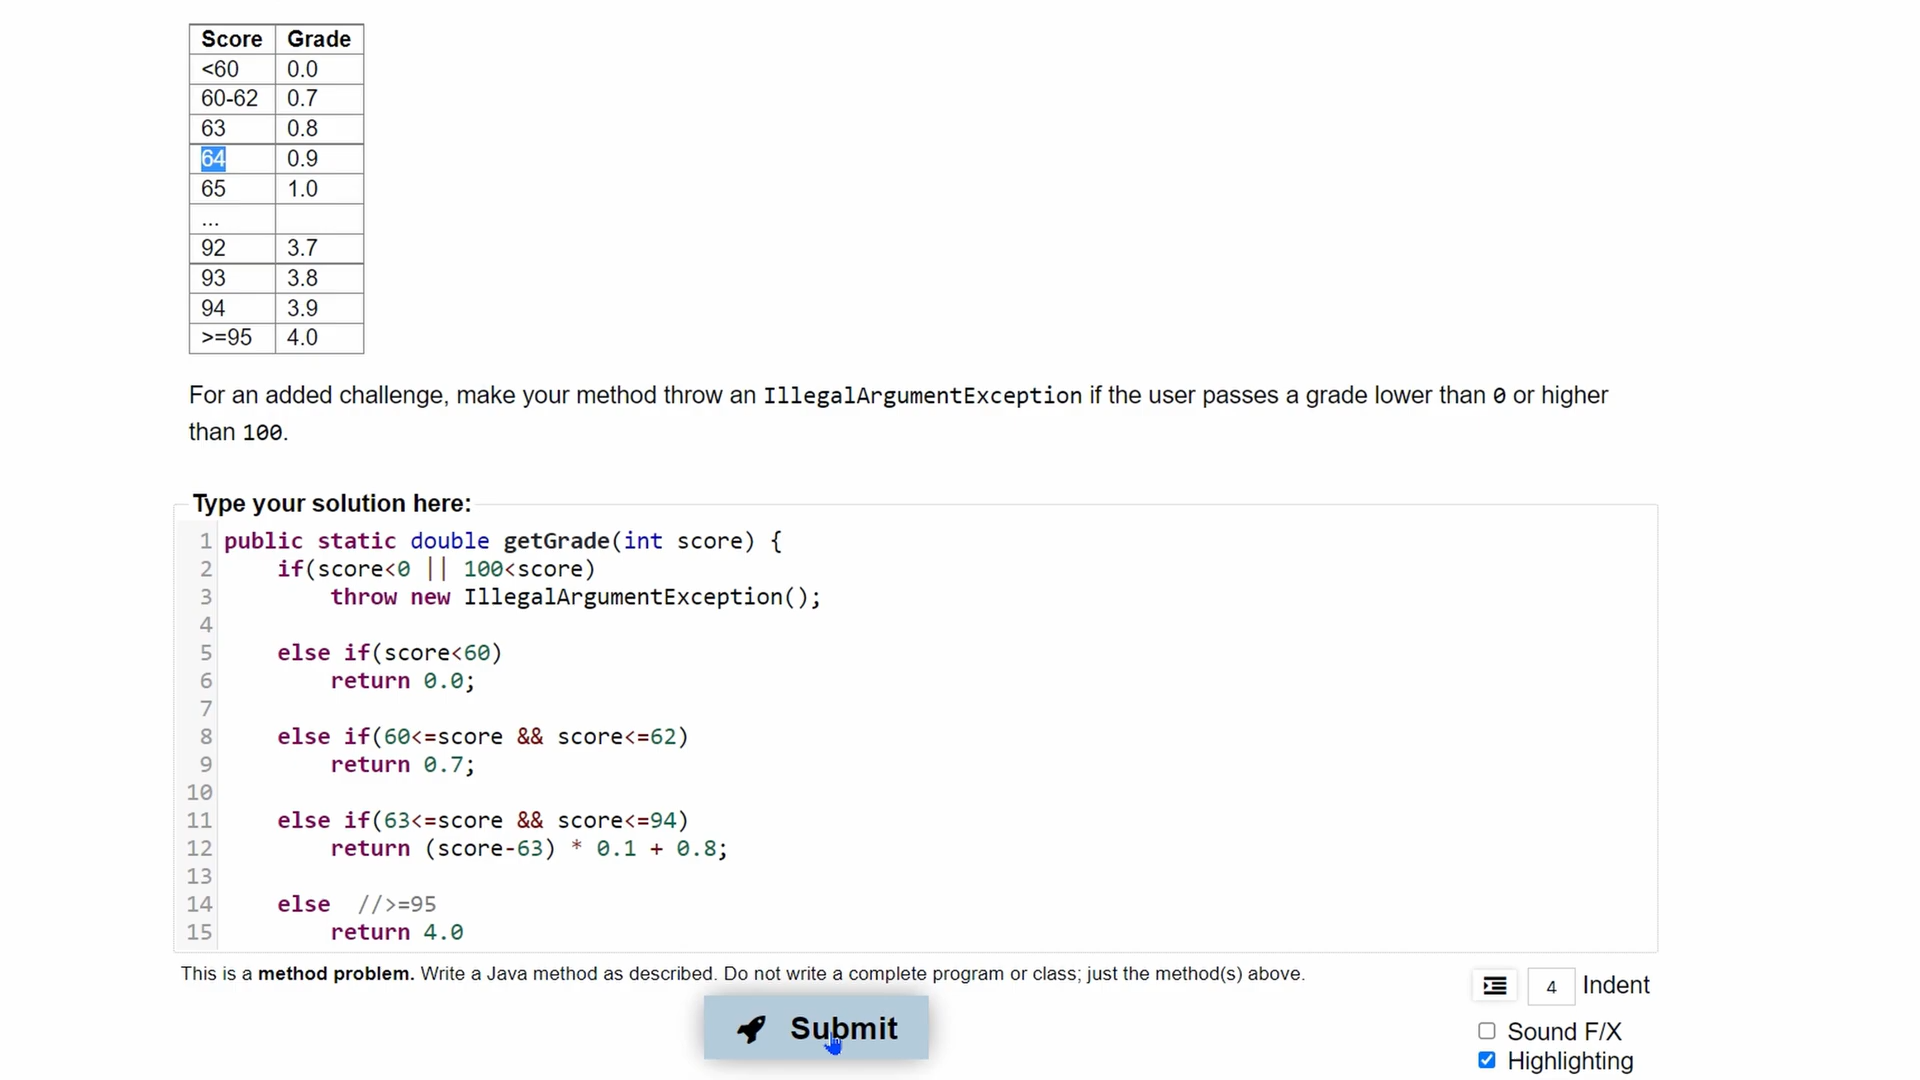 Score Grade
<60 0.0
60-62 0.7
63 0.8
64 0.9
65 1.0
...
92 3.7
93 3.8
94 3.9
>=95 4.0
For an added challenge, make your method throw an IllegalArgumentException if the user passes a grade lower than 0 or higher
than 100.
Type your solution here:
1 public static double getGrade(int score) {
2     if(score<0 || 100<score)
3         throw new IllegalArgumentException();
4
5     else if(score<60)
6         return 0.0;
7
8     else if(60<=score && score<=62)
9         return 0.7;
10
11     else if(63<=score && score<=94)
12         return (score-63) * 0.1 + 0.8;
13
14     else  //>=95
15         return 4.0
This is a method problem. Write a Java method as described. Do not write a complete program or class; just the method(s) above.
4 Indent
Submit
Sound F/X
Highlighting